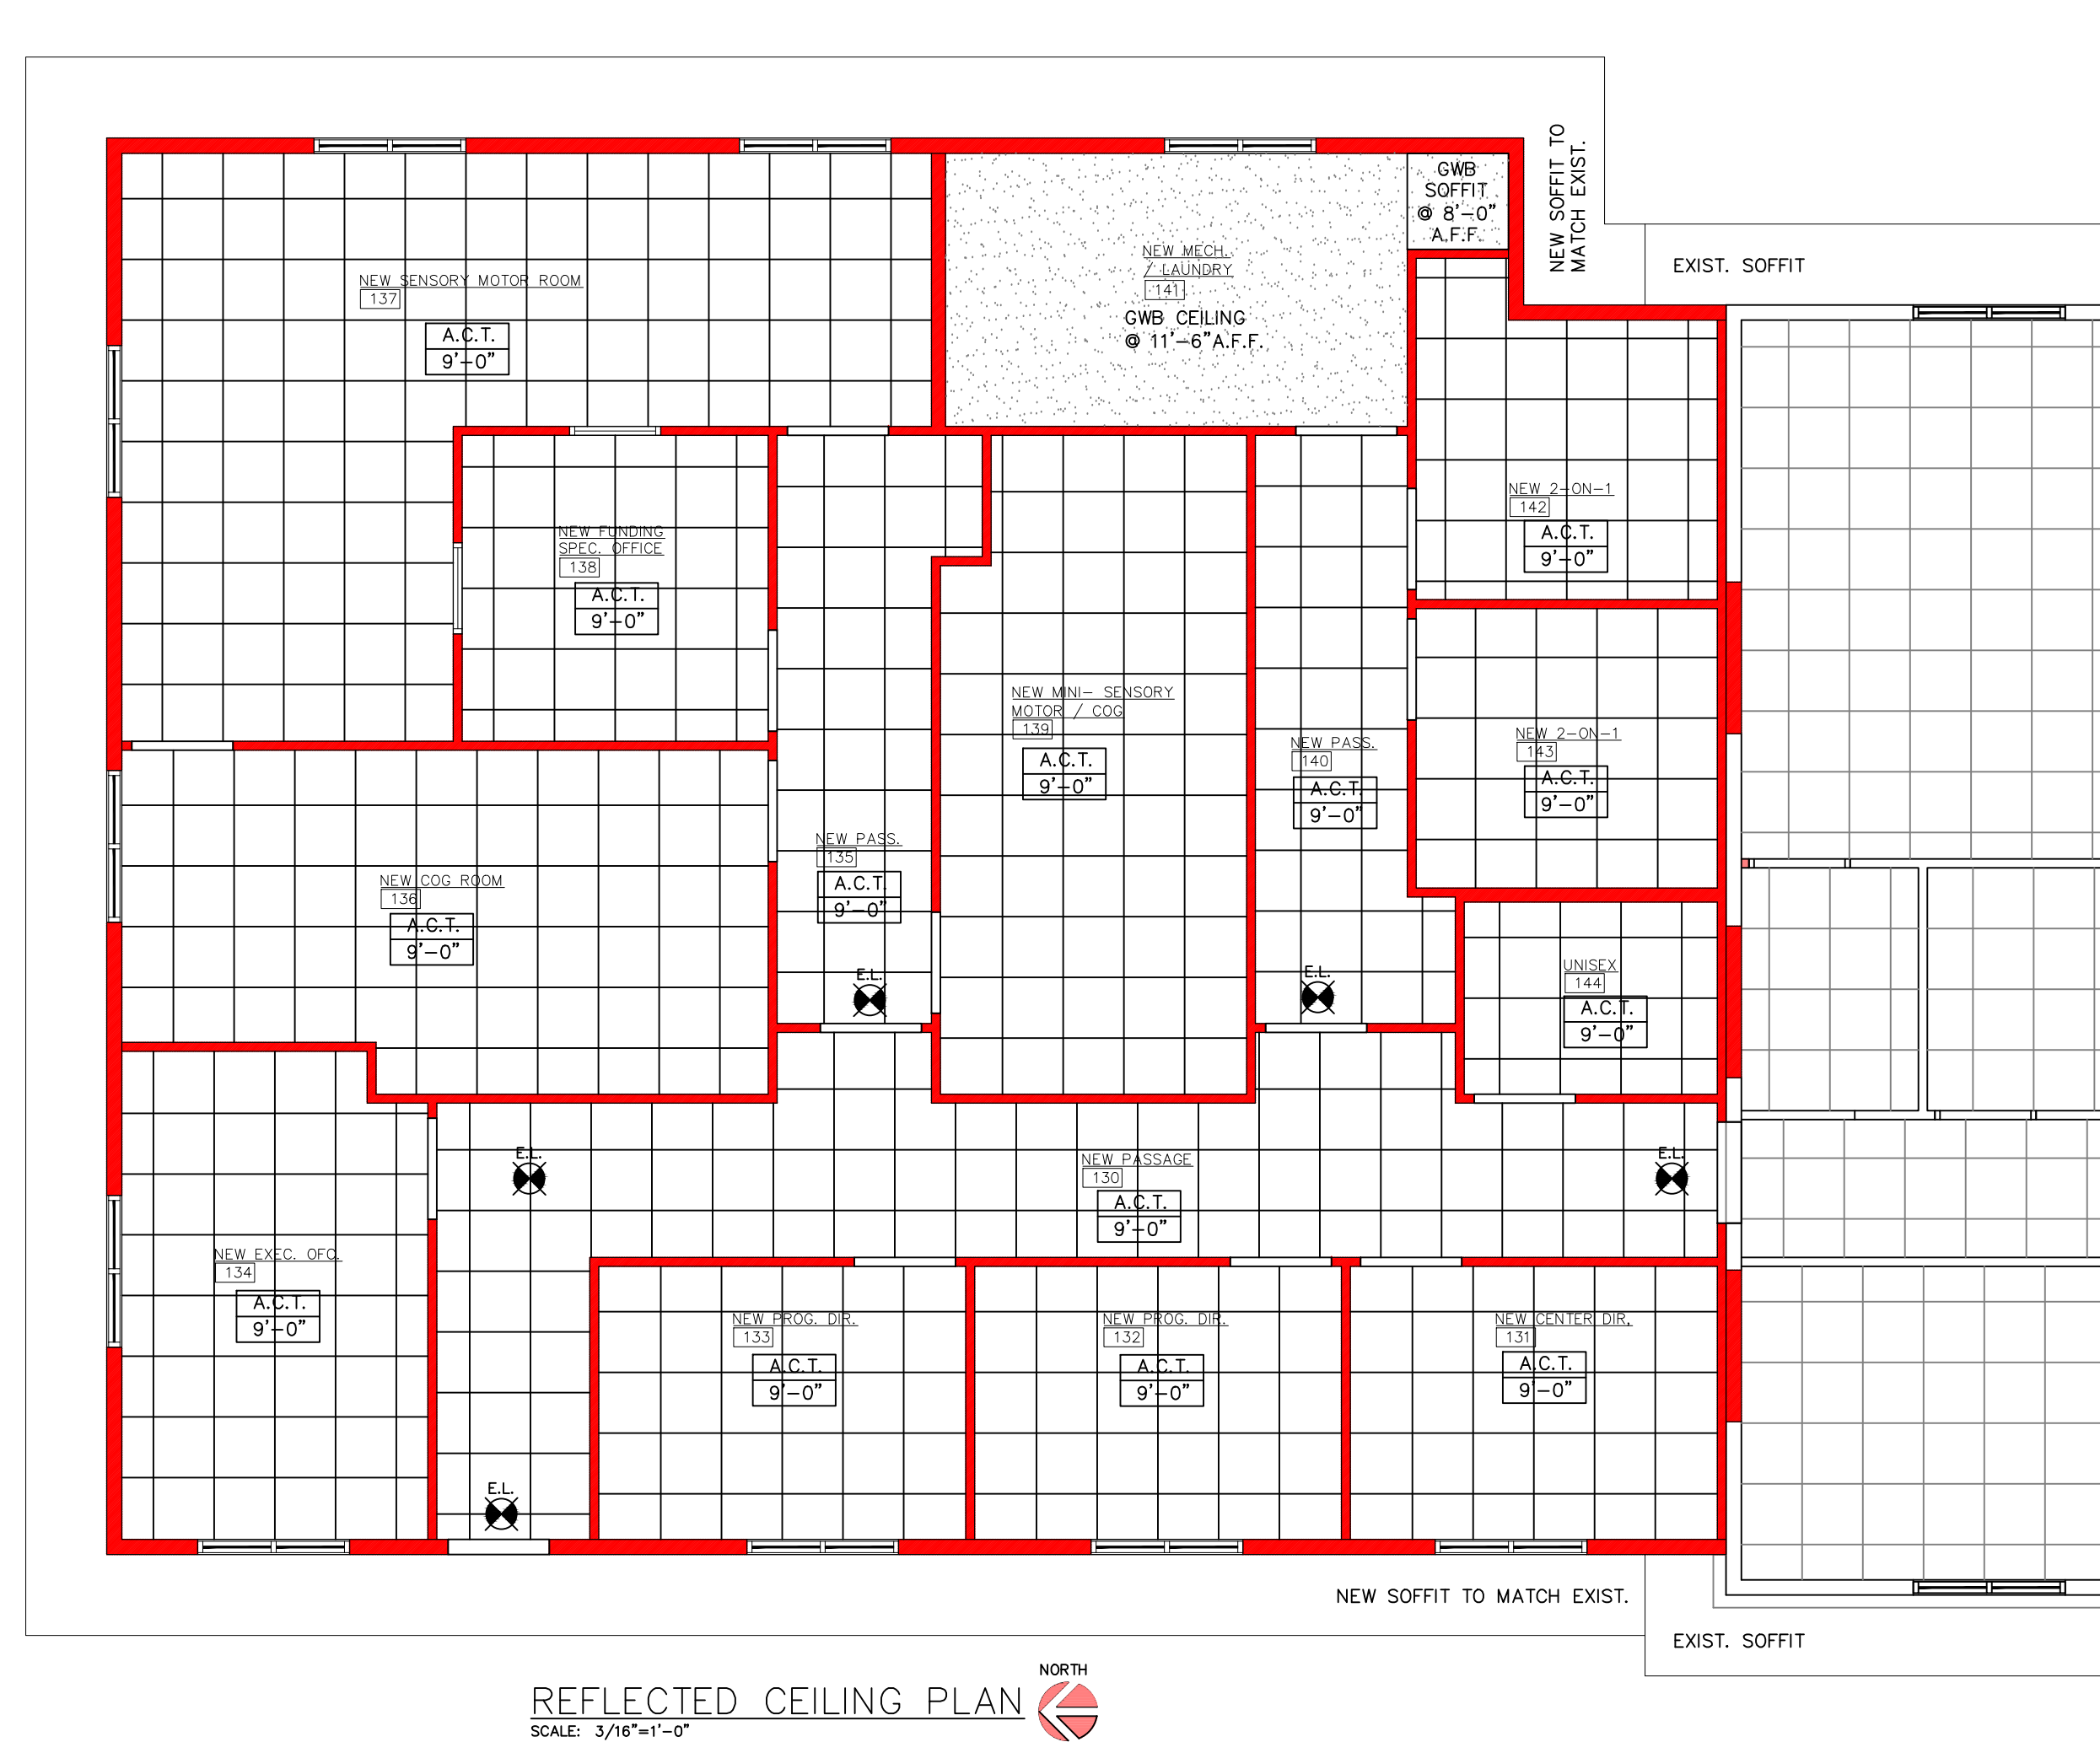 NEW SOFFIT TO
MATCH EXIST.
GWB
SOFFIT
@ 8'-0"
A.F.F.
EXIST. SOFFIT
NEW SENSORY MOTOR ROOM
137
A.C.T.
9'-0"
NEW MECH.
/ LAUNDRY
141
GWB CEILING
@ 11'-6"A.F.F.
NEW 2-ON-1
142
A.C.T.
9'-0"
NEW FUNDING
SPEC. OFFICE
138
A.C.T.
9'-0"
NEW MINI- SENSORY
MOTOR / COG
139
A.C.T.
9'-0"
NEW PASS.
140
A.C.T.
9'-0"
NEW 2-ON-1
143
A.C.T.
9'-0"
NEW PASS.
135
A.C.T.
9'-0"
E.L.
NEW COG ROOM
136
A.C.T.
9'-0"
E.L.
UNISEX
144
A.C.T.
9'-0"
E.L.
NEW PASSAGE
130
A.C.T.
9'-0"
E.L.
NEW EXEC. OFC.
134
A.C.T.
9'-0"
NEW PROG. DIR.
133
A.C.T.
9'-0"
NEW PROG. DIR.
132
A.C.T.
9'-0"
NEW CENTER DIR,
131
A.C.T.
9'-0"
E.L.
NEW SOFFIT TO MATCH EXIST.
EXIST. SOFFIT
NORTH
REFLECTED CEILING PLAN
SCALE: 3/16"=1'-0"